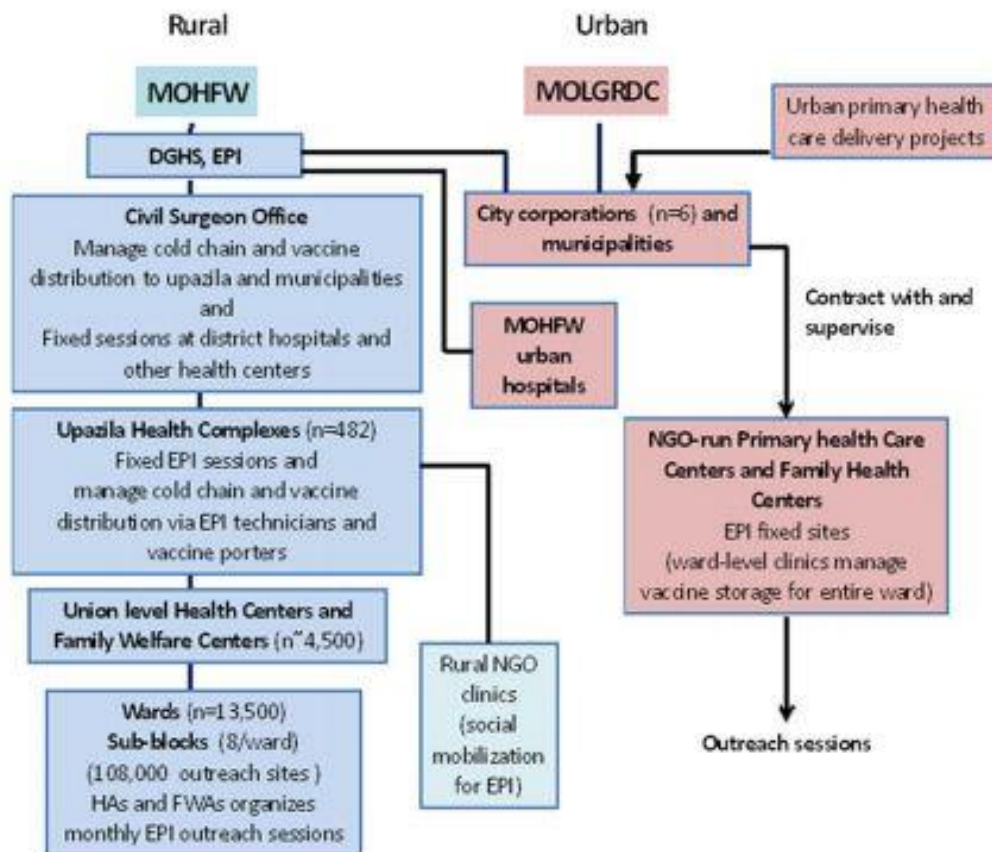 Rural
Urban
MOHFW
MOLGRDC
Urban primary health
care delivery projects
DGHS, EPI
City corporations (n=6) and
municipalities
Civil Surgeon Office
Manage cold chain and vaccine
distribution to upazila and municipalities
and
Fixed sessions at district hospitals and
other health centers
MOHFW
urban
hospitals
Contract with and
supervise
Upazila Health Complexes (n=482)
Fixed EPI sessions and
manage cold chain and vaccine
distribution via EPI technicians and
vaccine porters
NGO-run Primary health Care
Centers and Family Health
Centers
EPI fixed sites
(ward-level clinics manage
vaccine storage for entire ward)
Union level Health Centers and
Family Welfare Centers (n~4,500)
Rural NGO
clinics
(social
mobilization
for EPI)
Wards (n=13,500)
Sub-blocks (8/ward)
(108,000 outreach sites )
HAs and FWAs organizes
monthly EPI outreach sessions
Outreach sessions